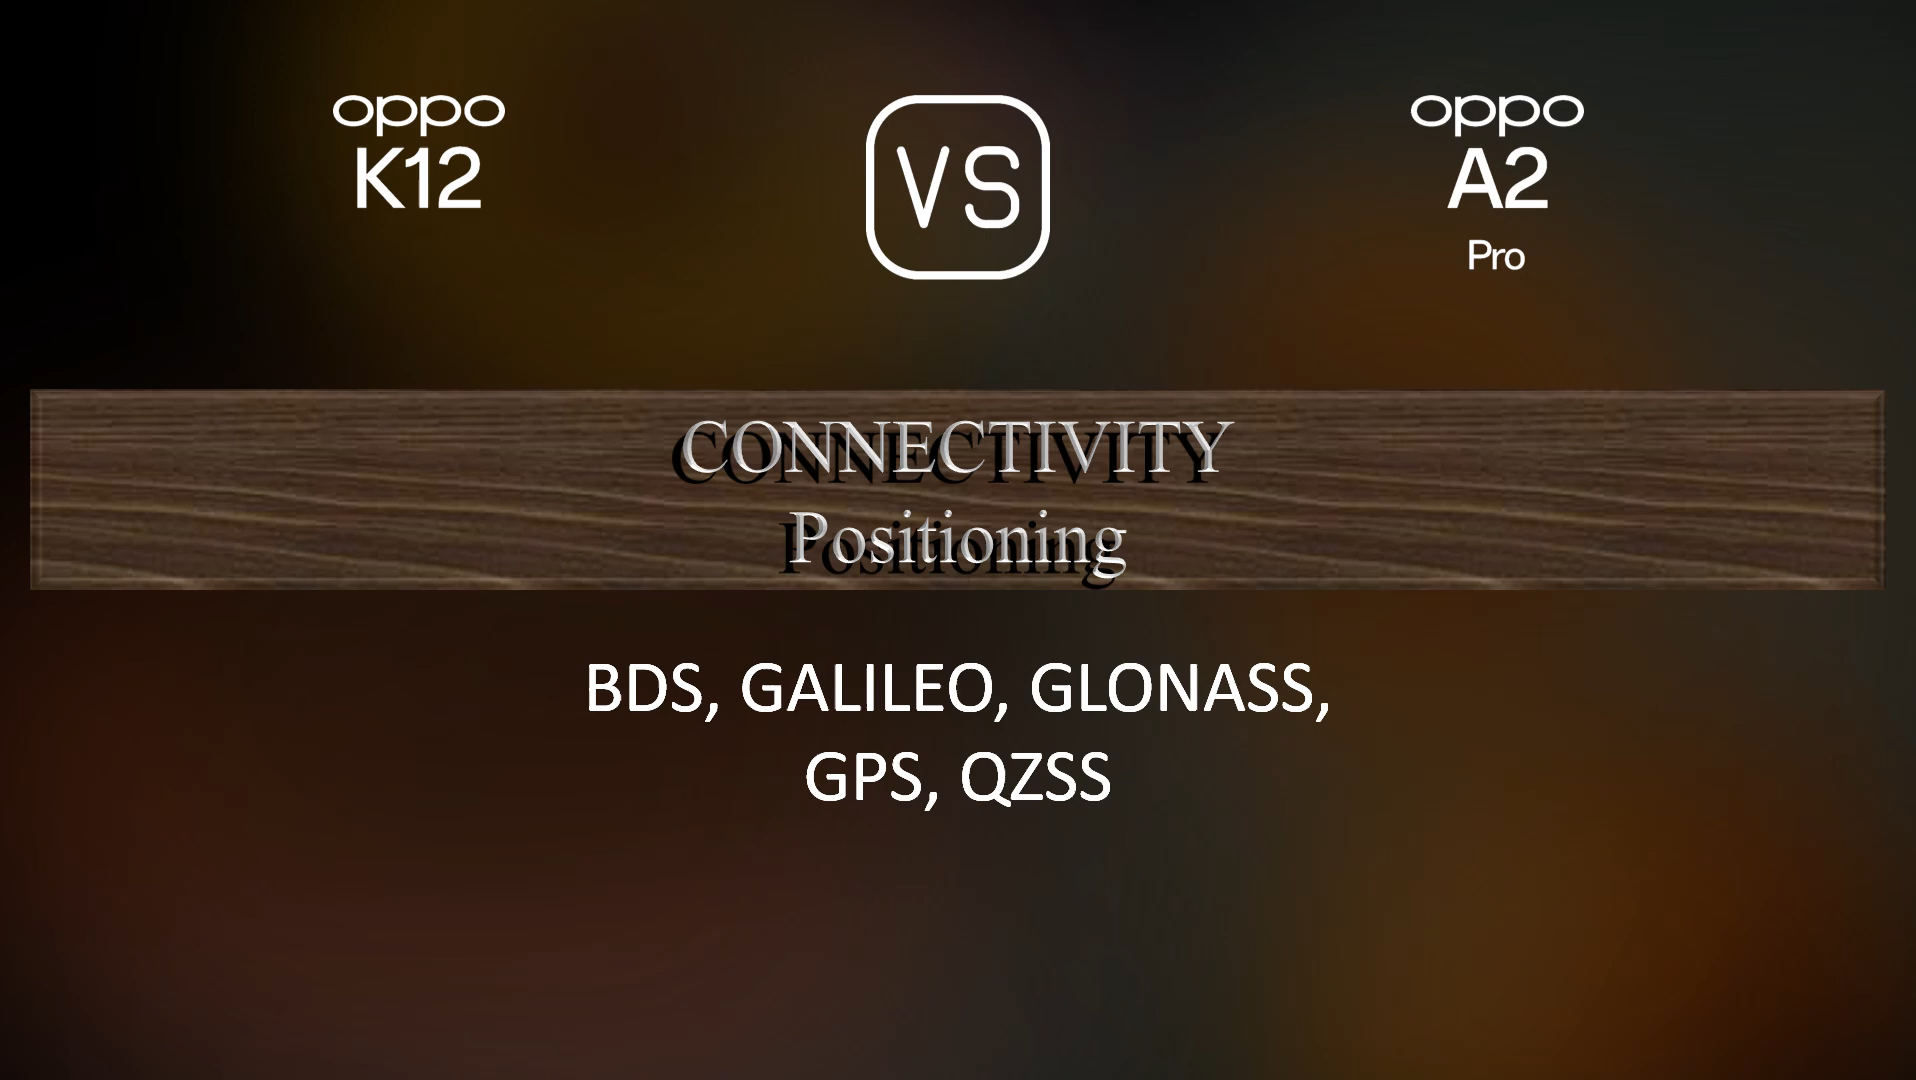 oppo
K12
VS
oppo
A2
Pro
CONNECTIVITY
Positioning
BDS, GALILEO, GLONASS,
GPS, QZSS